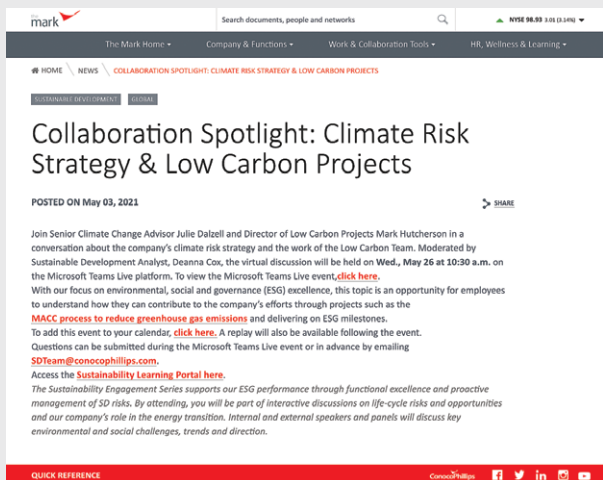 the
mark
Search documents, people and networks
NYSE 98.93 3.01 (3.14%)
The Mark Home
Company & Functions
Work & Collaboration Tools
HR, Wellness & Learning
HOME \ NEWS \ COLLABORATION SPOTLIGHT: CLIMATE RISK STRATEGY & LOW CARBON PROJECTS
SUSTAINABLE DEVELOPMENT
GLOBAL
Collaboration Spotlight: Climate Risk
Strategy & Low Carbon Projects
POSTED ON May 03, 2021
SHARE
Join Senior Climate Change Advisor Julie Dalzell and Director of Low Carbon Projects Mark Hutcherson in a
conversation about the company's climate risk strategy and the work of the Low Carbon Team. Moderated by
Sustainable Development Analyst, Deanna Cox, the virtual discussion will be held on Wed., May 26 at 10:30 a.m. on
the Microsoft Teams Live platform. To view the Microsoft Teams Live event,click here.
With our focus on environmental, social and governance (ESG) excellence, this topic is an opportunity for employees
to understand how they can contribute to the company's efforts through projects such as the
MACC process to reduce greenhouse gas emissions and delivering on ESG milestones.
To add this event to your calendar, click here. A replay will also be available following the event.
Questions can be submitted during the Microsoft Teams Live event or in advance by emailing
SDTeam@conocophillips.com.
Access the Sustainability Learning Portal here.
The Sustainability Engagement Series supports our ESG performance through functional excellence and proactive
management of SD risks. By attending, you will be part of interactive discussions on life-cycle risks and opportunities
and our company's role in the energy transition. Internal and external speakers and panels will discuss key
environmental and social challenges, trends and direction.
QUICK REFERENCE
ConocoPhillips